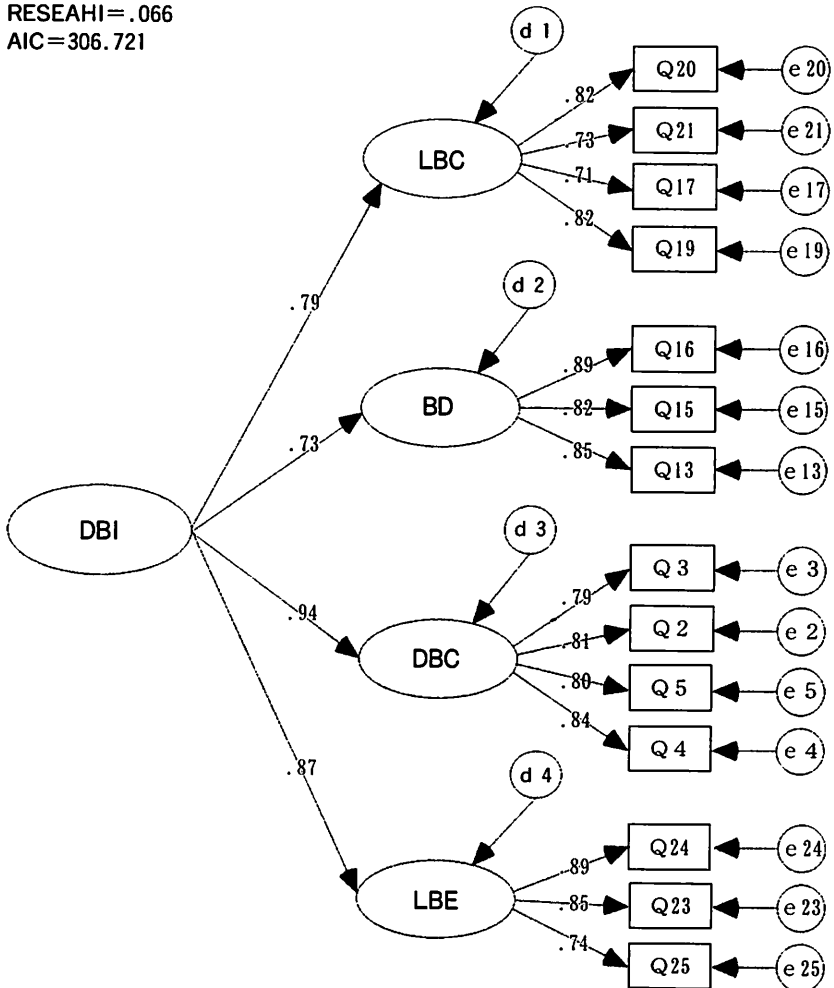 RESEAHI=.066
AIC=306.721
d 1
Q20
e 20
.82
Q21
e 21
.73
LBC
.71
Q17
e 17
.82
Q19
e 19
d 2
.79
Q16
e 16
.89
BD
.82
Q15
e 15
.73
.85
Q13
e 13
DBI
d 3
Q 3
e 3
.79
.94
Q 2
e 2
.81
DBC
.80
Q 5
e 5
.84
Q 4
e 4
.87
d 4
Q24
e 24
.89
LBE
.85
Q23
e 23
.74
Q25
e 25